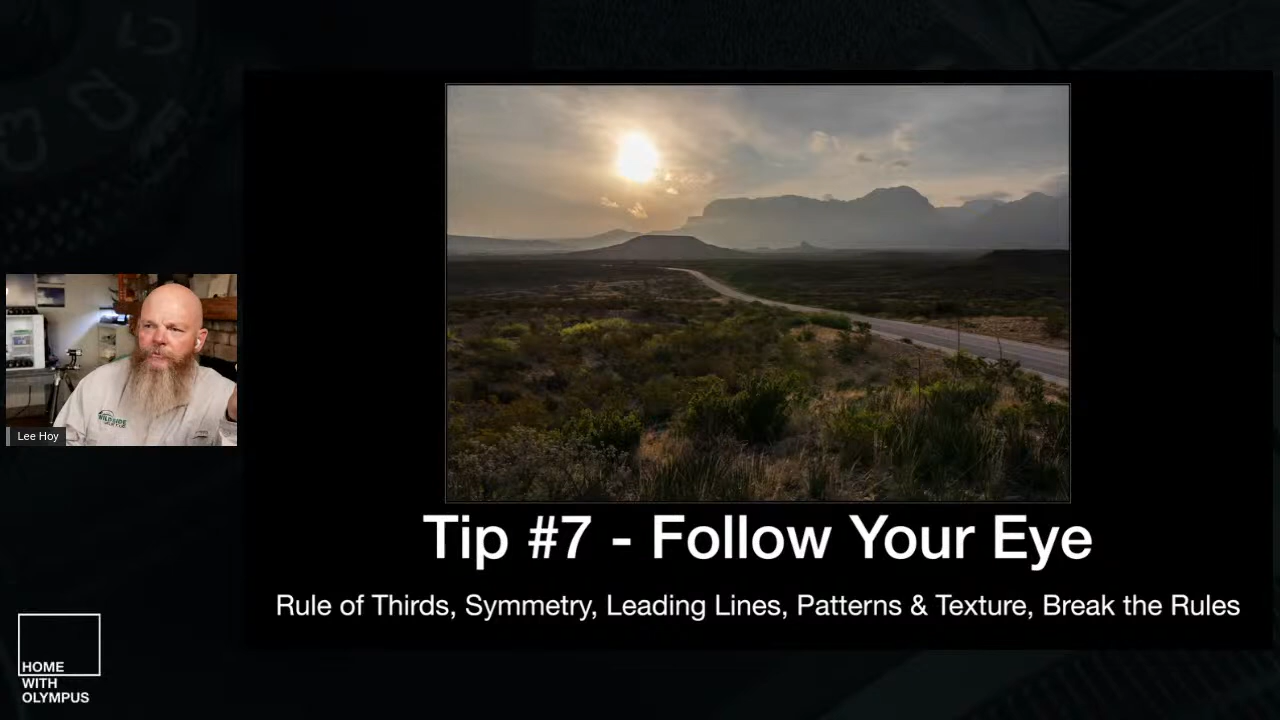 Tip #7 - Follow Your Eye
Rule of Thirds, Symmetry, Leading Lines, Patterns & Texture, Break the Rules
Lee Hoy
HOME
WITH
OLYMPUS